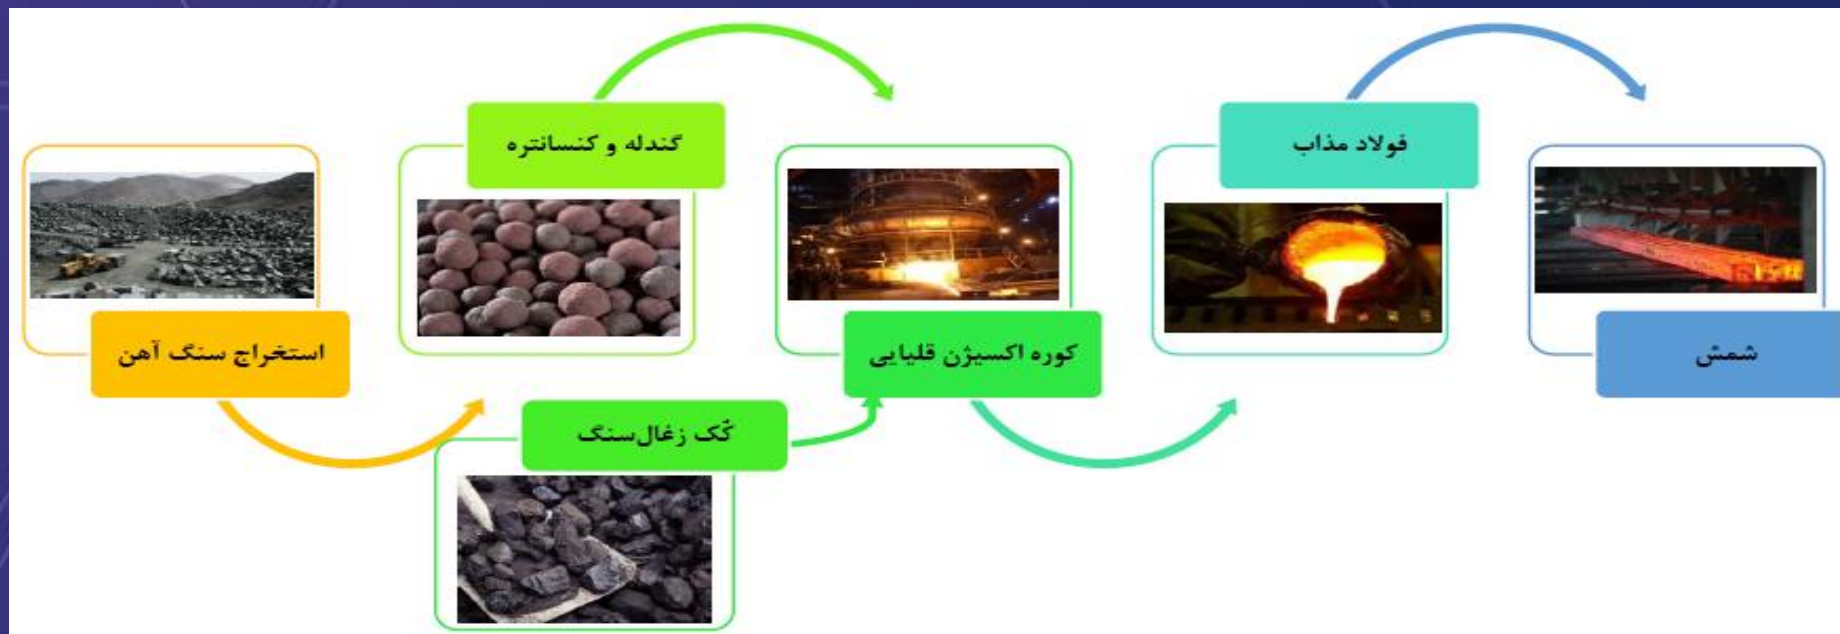 استخراج سنگ آهن
گندله و کنسانتره
کُک زغال‌سنگ
کوره اکسیژن قلیایی
فولاد مذاب
شمش